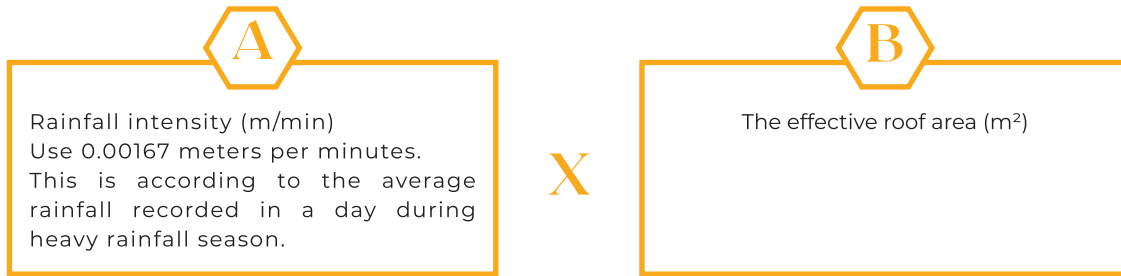 A
Rainfall intensity (m/min)
Use 0.00167 meters per minutes.
This is according to the average
rainfall recorded in a day during
heavy rainfall season.
X
B
The effective roof area (m²)